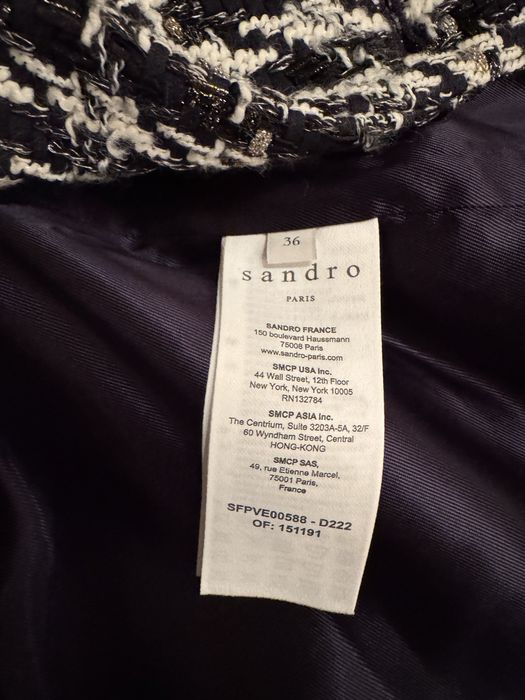 36
sandro
PARIS
SANDRO FRANCE
150 boulevard Haussmann
75008 Paris
www.sandro-paris.com
SMCP USA Inc.
44 Wall Street, 12th Floor
New York, New York 10005
RN132784
SMCP ASIA Inc.
The Centrium, Suite 3203A-5A, 32/F
60 Wyndham Street, Central
HONG-KONG
SMCP SAS,
49, rue Etienne Marcel,
75001 Paris,
France
SFPVE00588 - D222
OF: 151191